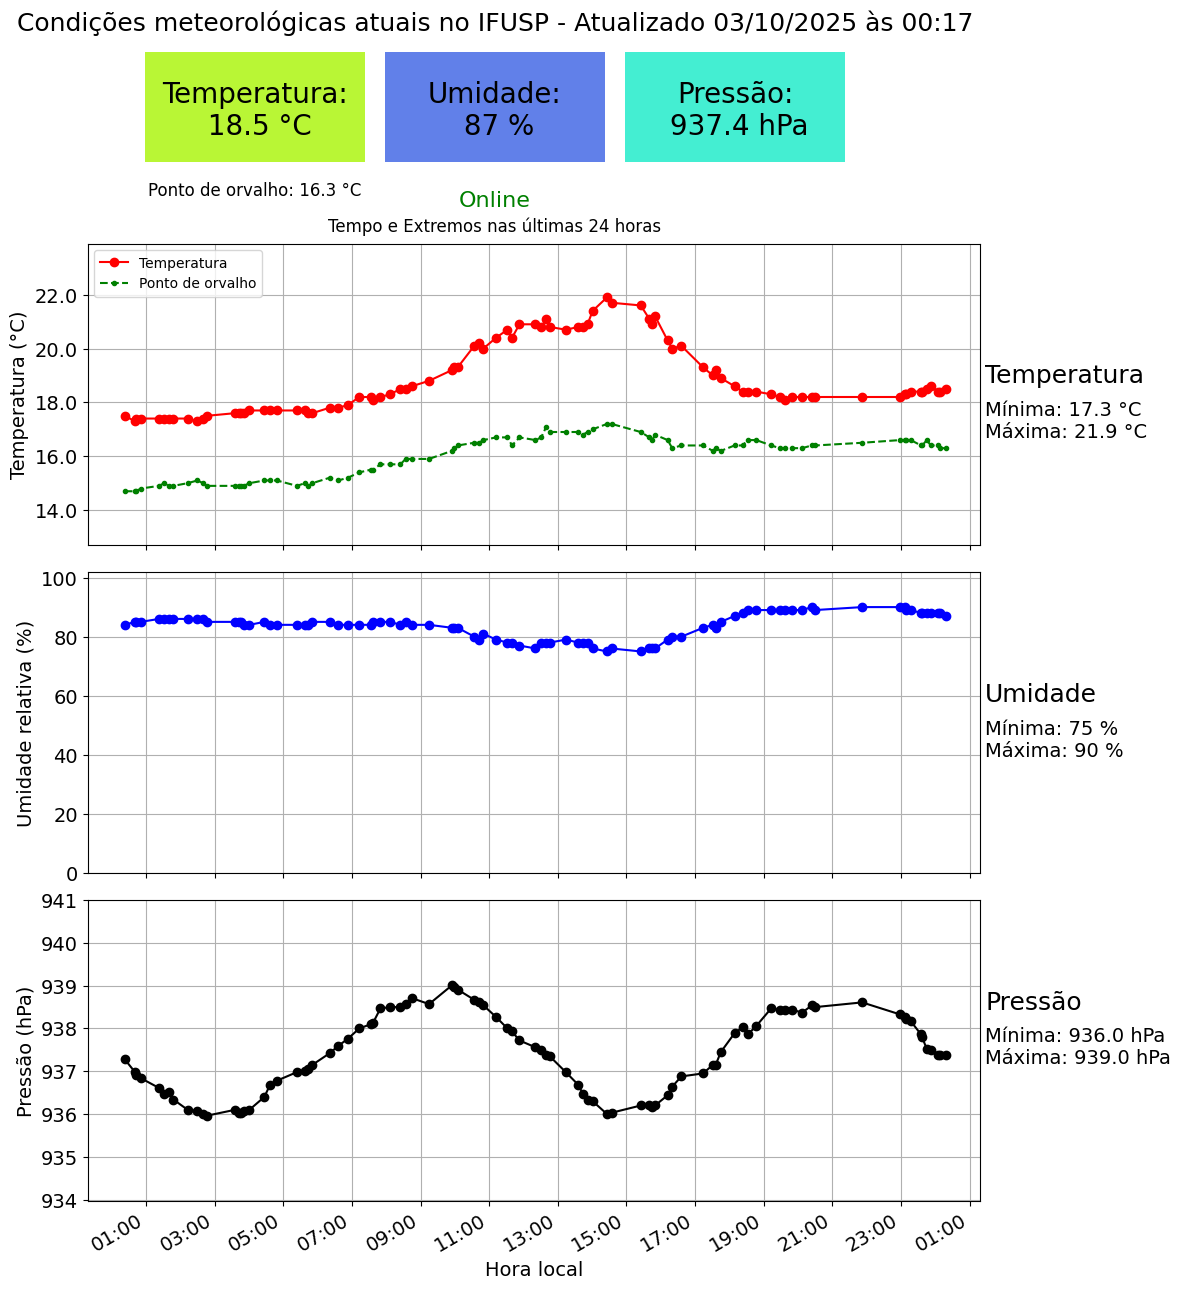 Condições meteorológicas atuais no IFUSP - Atualizado 03/10/2025 às 00:17
Temperatura:
18.5 °C
Umidade:
87 %
Pressão:
937.4 hPa
Ponto de orvalho: 16.3 °C
Online
Tempo e Extremos nas últimas 24 horas
Temperatura
Ponto de orvalho
Temperatura (°C)
22.0
20.0
18.0
16.0
14.0
Temperatura
Mínima: 17.3 °C
Máxima: 21.9 °C
Umidade relativa (%)
100
80
60
40
20
0
Umidade
Mínima: 75 %
Máxima: 90 %
Pressão (hPa)
941
940
939
938
937
936
935
934
Pressão
Mínima: 936.0 hPa
Máxima: 939.0 hPa
01:00
03:00
05:00
07:00
09:00
11:00
13:00
15:00
17:00
19:00
21:00
23:00
01:00
Hora local